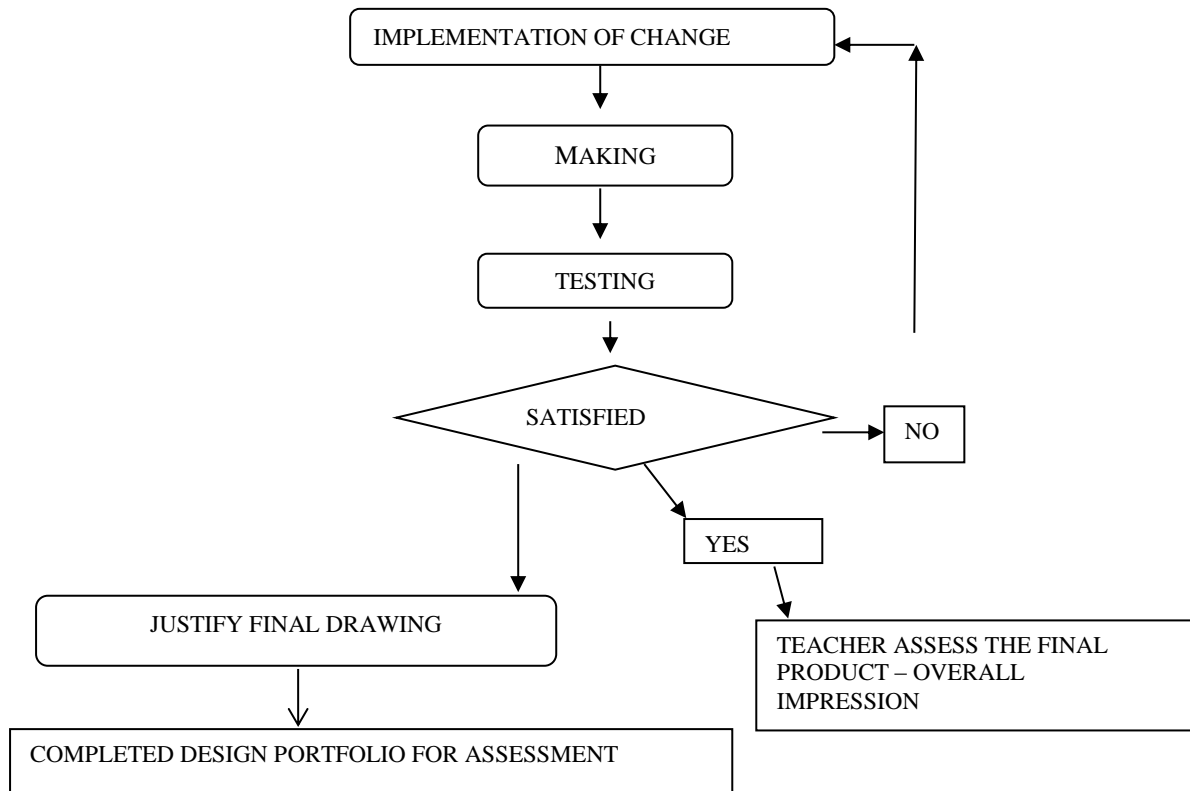 IMPLEMENTATION OF CHANGE
MAKING
TESTING
SATISFIED
NO
YES
JUSTIFY FINAL DRAWING
TEACHER ASSESS THE FINAL
PRODUCT – OVERALL
IMPRESSION
COMPLETED DESIGN PORTFOLIO FOR ASSESSMENT